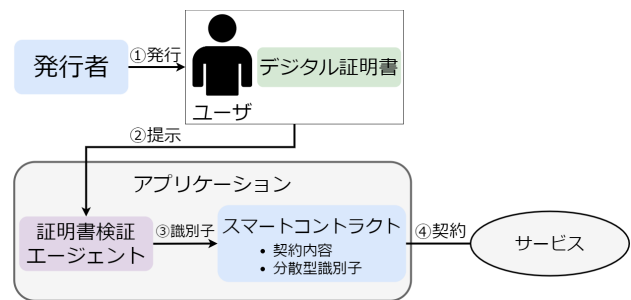 発行者
①発行
デジタル証明書
ユーザ
②提示
アプリケーション
証明書検証
エージェント
③識別子
スマートコントラクト
• 契約内容
• 分散型識別子
④契約
サービス